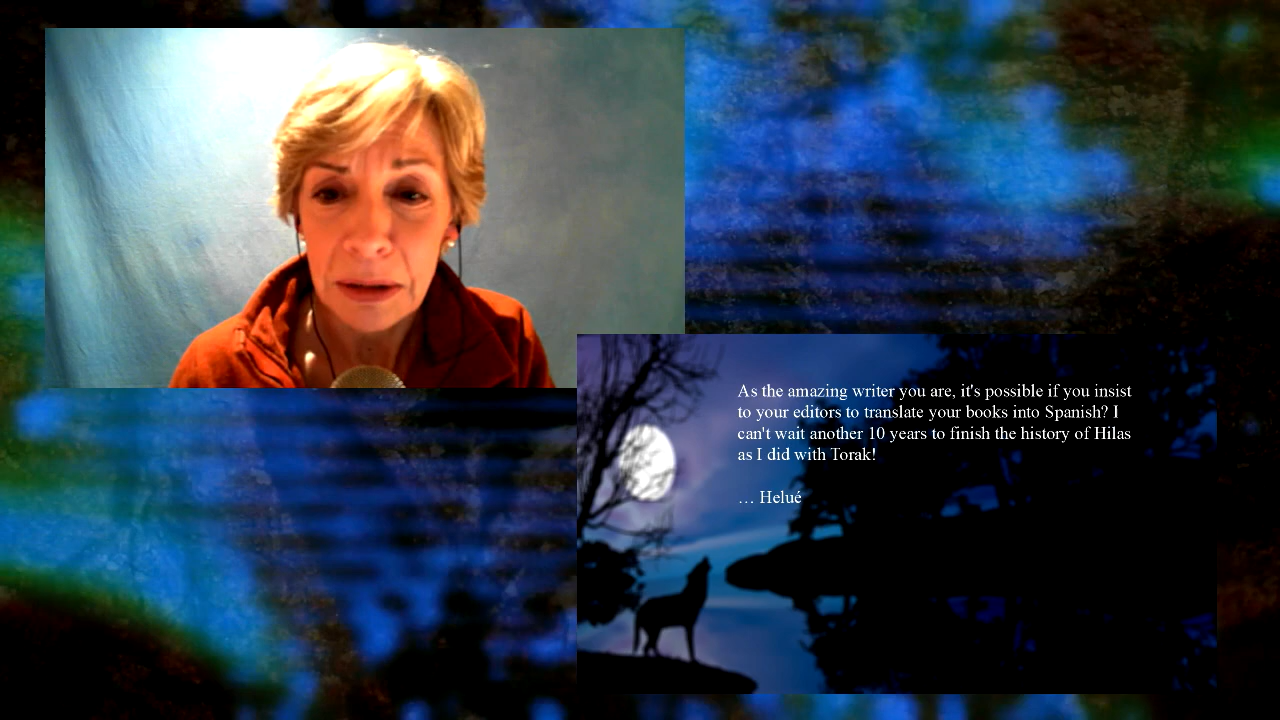 As the amazing writer you are, it's possible if you insist
to your editors to translate your books into Spanish? I
can't wait another 10 years to finish the history of Hilas
as I did with Torak!
… Helué